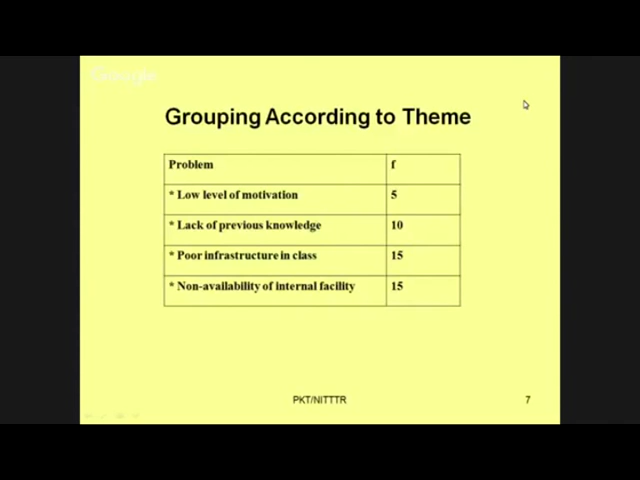 Google
Grouping According to Theme
Problem f
* Low level of motivation 5
* Lack of previous knowledge 10
* Poor infrastructure in class 15
* Non-availability of internal facility 15
PKT/NITTTR 7